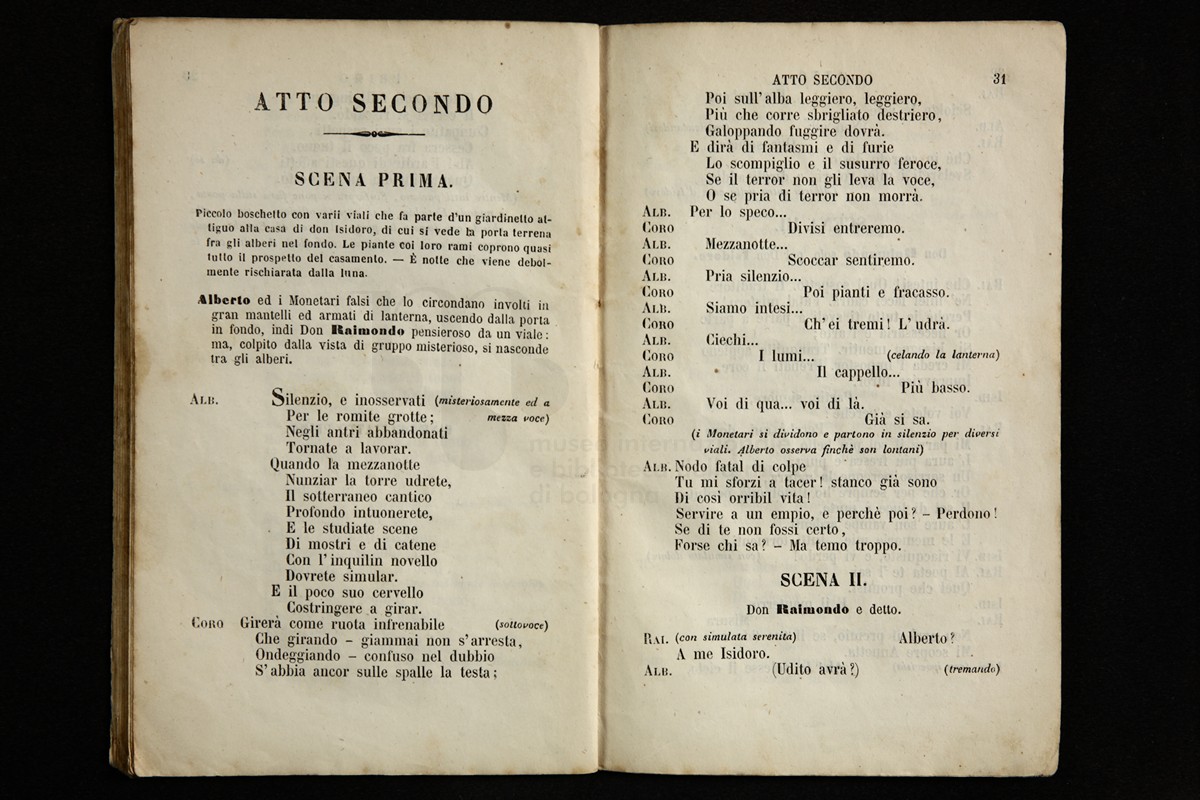 ATTO SECONDO
SCENA PRIMA.
Piccolo boschetto con varii viali che fa parte d'un giardinetto at-
tiguo alla casa di don Isidoro, di cui si vede la porta terrena
fra gli alberi nel fondo. Le piante coi loro rami coprono quasi
tutto il prospetto del casamento. — È notte che viene debol-
mente rischiarata dalla luna.
Alberto ed i Monetari falsi che lo circondano involti in
gran mantelli ed armati di lanterna, uscendo dalla porta
in fondo, indi Don Raimondo pensieroso da un viale:
ma, colpito dalla vista di gruppo misterioso, si nasconde
tra gli alberi.
ALB. Silenzio, e inosservati (misteriosamente ed a
Per le romite grotte; mezza voce)
Negli antri abbandonati
Tornate a lavorar.
Quando la mezzanotte
Nunziar la torre udrete,
Il sotterraneo cantico
Profondo intuonerete,
E le studiate scene
Di mostri e di catene
Con l'inquilin novello
Dovrete simular.
E il poco suo cervello
Costringere a girar.
CORO Girerà come ruota infrenabile (sottovoce)
Che girando – giammai non s'arresta,
Ondeggiando – confuso nel dubbio
S'abbia ancor sulle spalle la testa;
ATTO SECONDO 31
Poi sull'alba leggiero, leggiero,
Più che corre sbrigliato destriero,
Galoppando fuggire dovrà.
E dirà di fantasmi e di furie
Lo scompiglio e il susurro feroce,
Se il terror non gli leva la voce,
O se pria di terror non morrà.
ALB. Per lo speco...
CORO Divisi entreremo.
ALB. Mezzanotte...
CORO Scoccar sentiremo.
ALB. Pria silenzio...
CORO Poi pianti e fracasso.
ALB. Siamo intesi...
CORO Ch'ei tremi! L'udrà.
ALB. Ciechi...
CORO I lumi... (celando la lanterna)
ALB. Il cappello...
CORO Più basso.
ALB. Voi di qua... voi di là.
CORO Già si sa.
(i Monetari si dividono e partono in silenzio per diversi
viali. Alberto osserva finchè son lontani)
ALB. Nodo fatal di colpe
Tu mi sforzi a tacer! stanco già sono
Di così orribil vita!
Servire a un empio, e perchè poi? – Perdono!
Se di te non fossi certo,
Forse chi sa? – Ma temo troppo.
SCENA II.
Don Raimondo e detto.
RAI. (con simulata serenita) Alberto?
A me Isidoro.
ALB. (Udito avrà?) (tremando)
museo internazionale
e biblioteca
di bologna